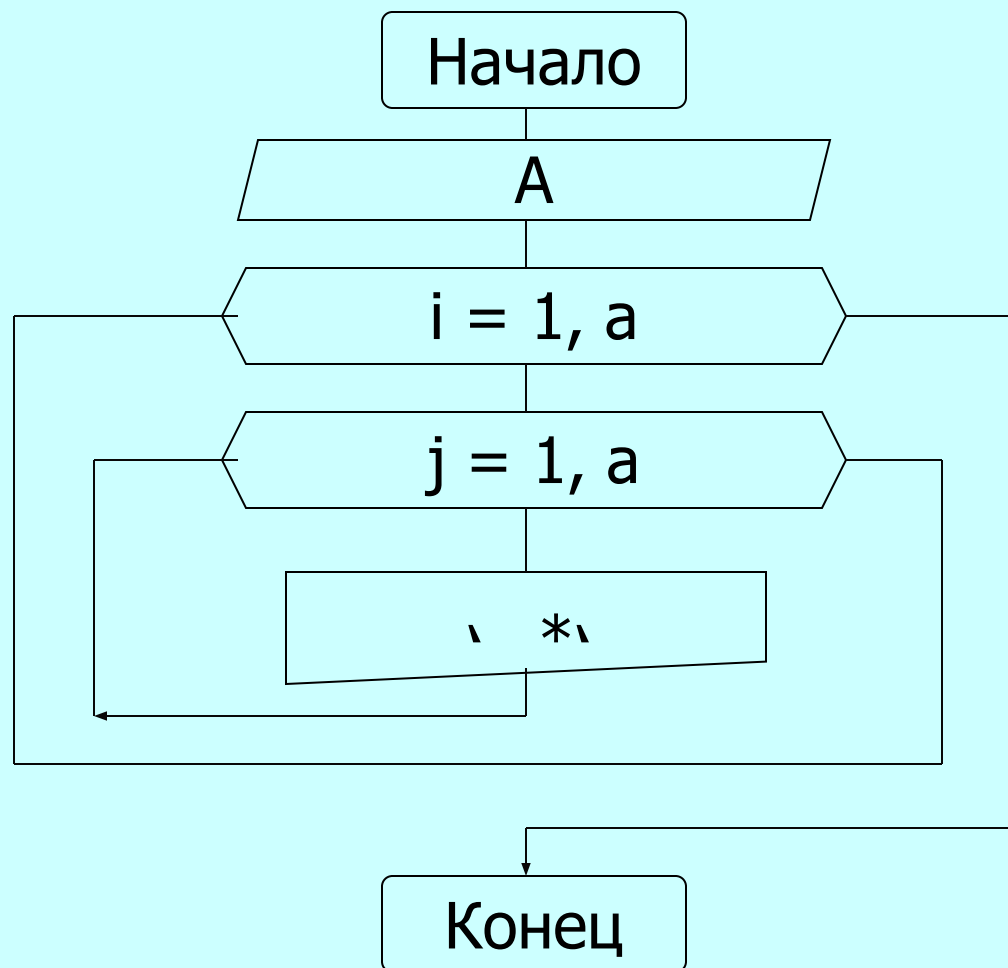 Начало
A
i = 1, a
j = 1, a
‵ *‵
Конец